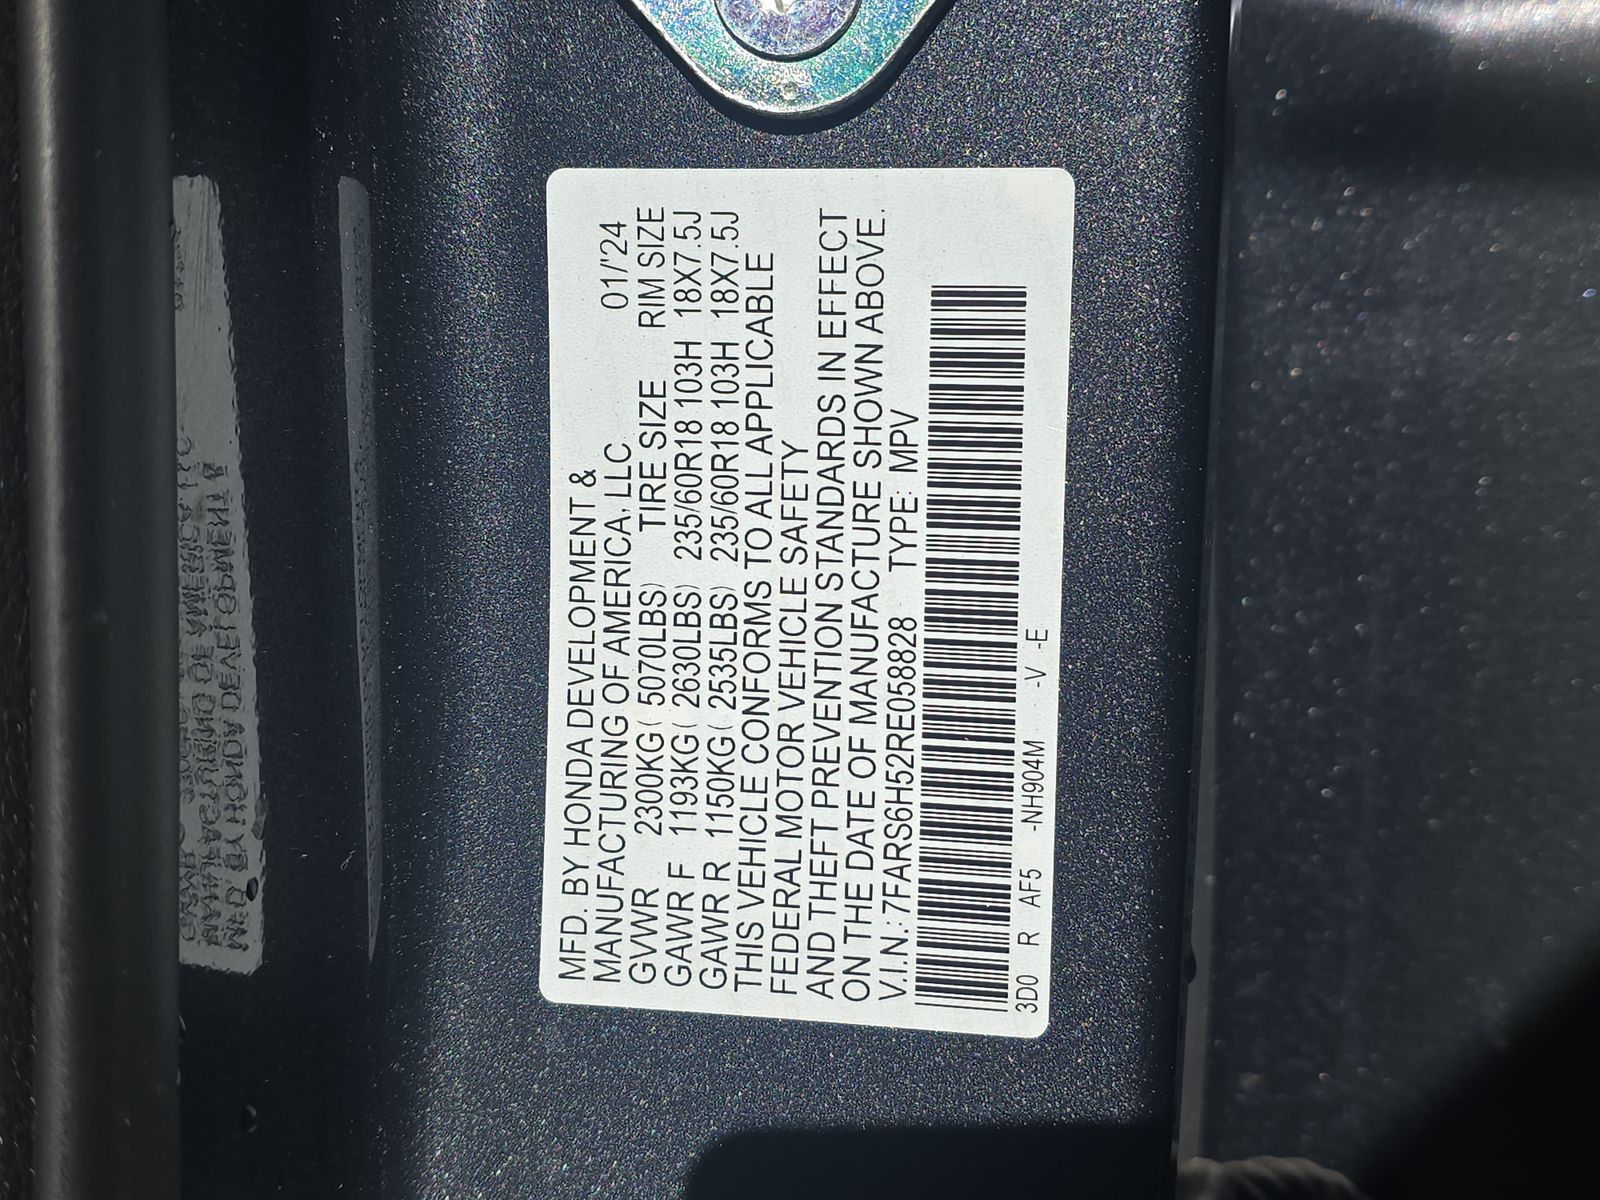 MFD. BY HONDA DEVELOPMENT &
MANUFACTURING OF AMERICA, LLC 01/'24
GVWR 2300KG( 5070LBS) TIRE SIZE RIM SIZE
GAWR F 1193KG( 2630LBS) 235/60R18 103H 18X7.5J
GAWR R 1150KG( 2535LBS) 235/60R18 103H 18X7.5J
THIS VEHICLE CONFORMS TO ALL APPLICABLE
FEDERAL MOTOR VEHICLE SAFETY
AND THEFT PREVENTION STANDARDS IN EFFECT
ON THE DATE OF MANUFACTURE SHOWN ABOVE.
V.I.N.: 7FARS6H52RE058828 TYPE: MPV
3D0 R AF5 -NH904M -V -E